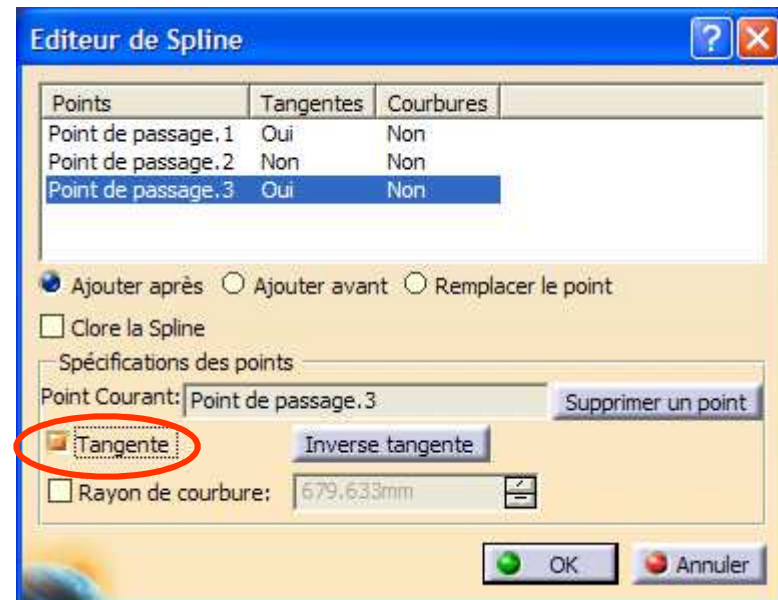 Editeur de Spline
Points Tangentes Courbures
Point de passage.1 Oui Non
Point de passage.2 Non Non
Point de passage.3 Oui Non
Ajouter après Ajouter avant Remplacer le point
Clore la Spline
Spécifications des points
Point Courant: Point de passage.3 Supprimer un point
Tangente Inverse tangente
Rayon de courbure: 679.633mm
OK Annuler